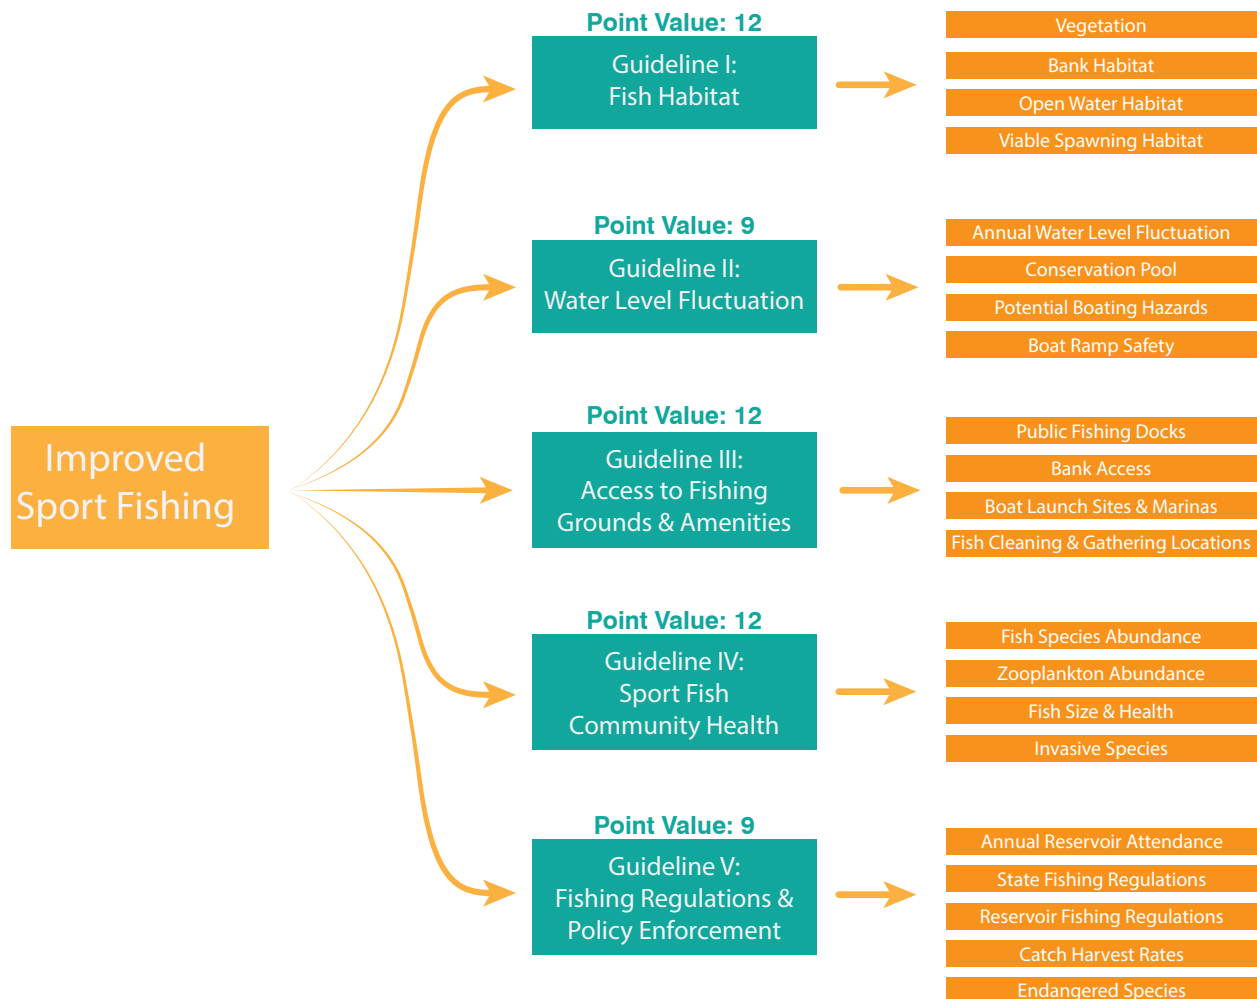 Improved
Sport Fishing
Point Value: 12
Guideline I:
Fish Habitat
Vegetation
Bank Habitat
Open Water Habitat
Viable Spawning Habitat
Point Value: 9
Guideline II:
Water Level Fluctuation
Annual Water Level Fluctuation
Conservation Pool
Potential Boating Hazards
Boat Ramp Safety
Point Value: 12
Guideline III:
Access to Fishing
Grounds & Amenities
Public Fishing Docks
Bank Access
Boat Launch Sites & Marinas
Fish Cleaning & Gathering Locations
Point Value: 12
Guideline IV:
Sport Fish
Community Health
Fish Species Abundance
Zooplankton Abundance
Fish Size & Health
Invasive Species
Point Value: 9
Guideline V:
Fishing Regulations &
Policy Enforcement
Annual Reservoir Attendance
State Fishing Regulations
Reservoir Fishing Regulations
Catch Harvest Rates
Endangered Species